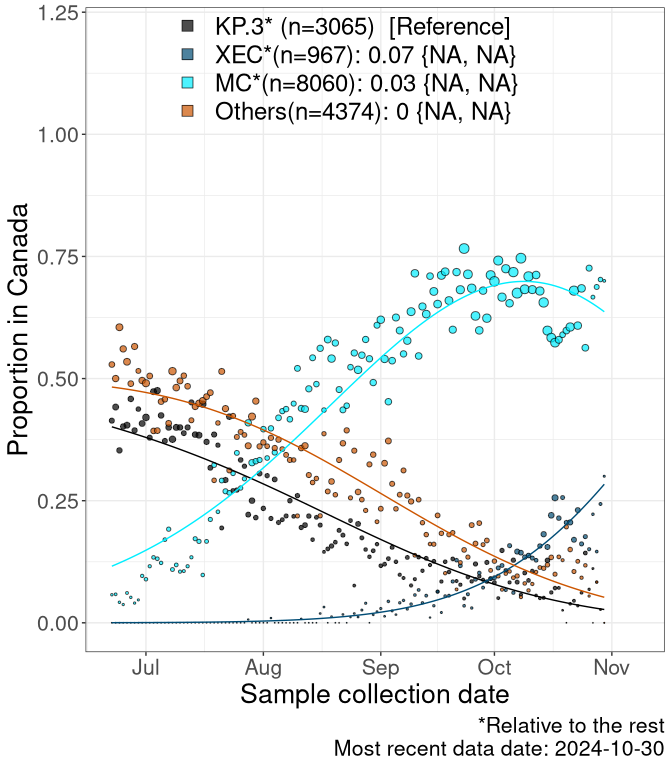 KP.3* (n=3065)  [Reference]
XEC*(n=967): 0.07 {NA, NA}
MC*(n=8060): 0.03 {NA, NA}
Others(n=4374): 0 {NA, NA}
1.25
1.00
0.75
0.50
0.25
0.00
Proportion in Canada
Jul Aug Sep Oct Nov
Sample collection date
*Relative to the rest
Most recent data date: 2024-10-30